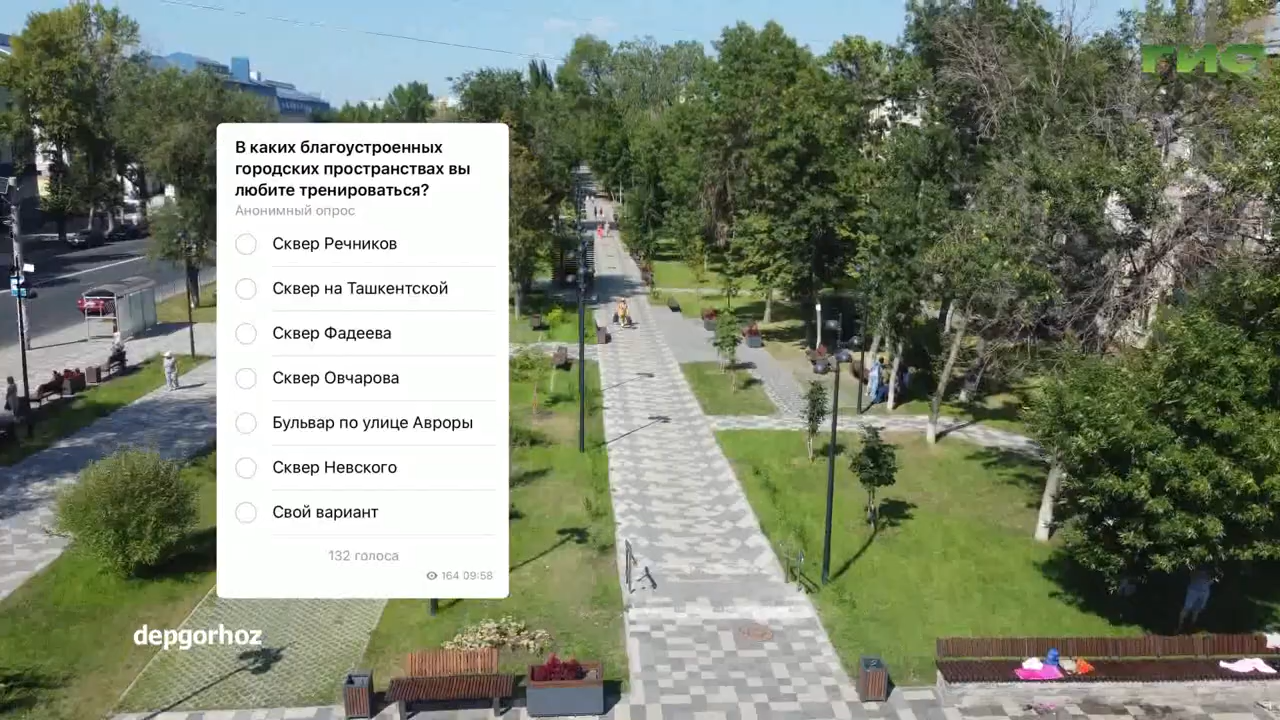 ГИС
В каких благоустроенных
городских пространствах вы
любите тренироваться?
Анонимный опрос
Сквер Речников
Сквер на Ташкентской
Сквер Фадеева
Сквер Овчарова
Бульвар по улице Авроры
Сквер Невского
Свой вариант
132 голоса
164 09:58
depgorhoz